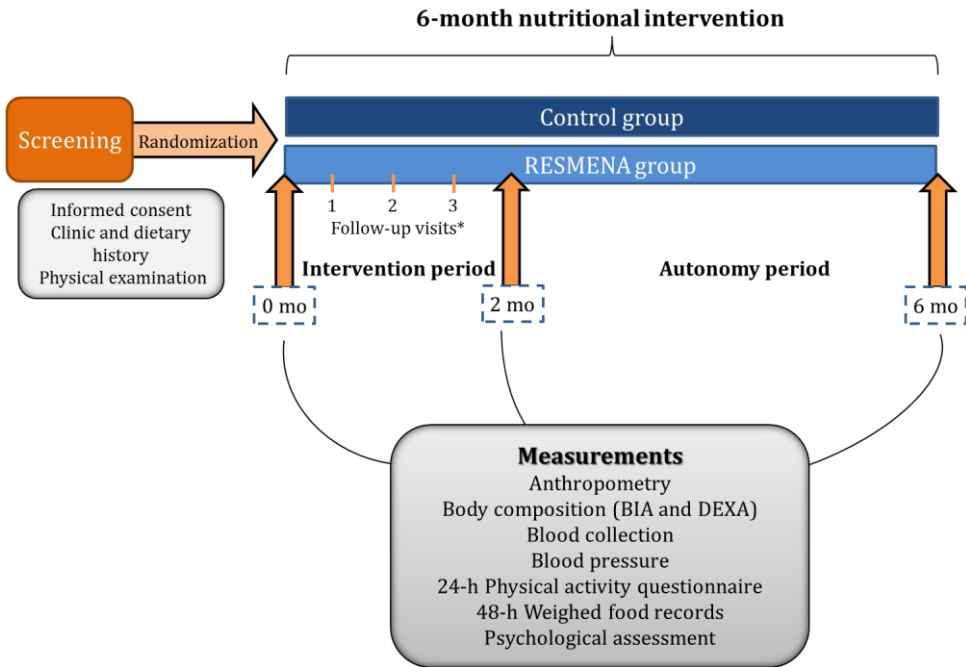 6-month nutritional intervention
Control group
Screening
Randomization
RESMENA group
Informed consent
Clinic and dietary
history
Physical examination
1 2 3
Follow-up visits*
Intervention period
Autonomy period
0 mo
2 mo
6 mo
Measurements
Anthropometry
Body composition (BIA and DEXA)
Blood collection
Blood pressure
24-h Physical activity questionnaire
48-h Weighed food records
Psychological assessment